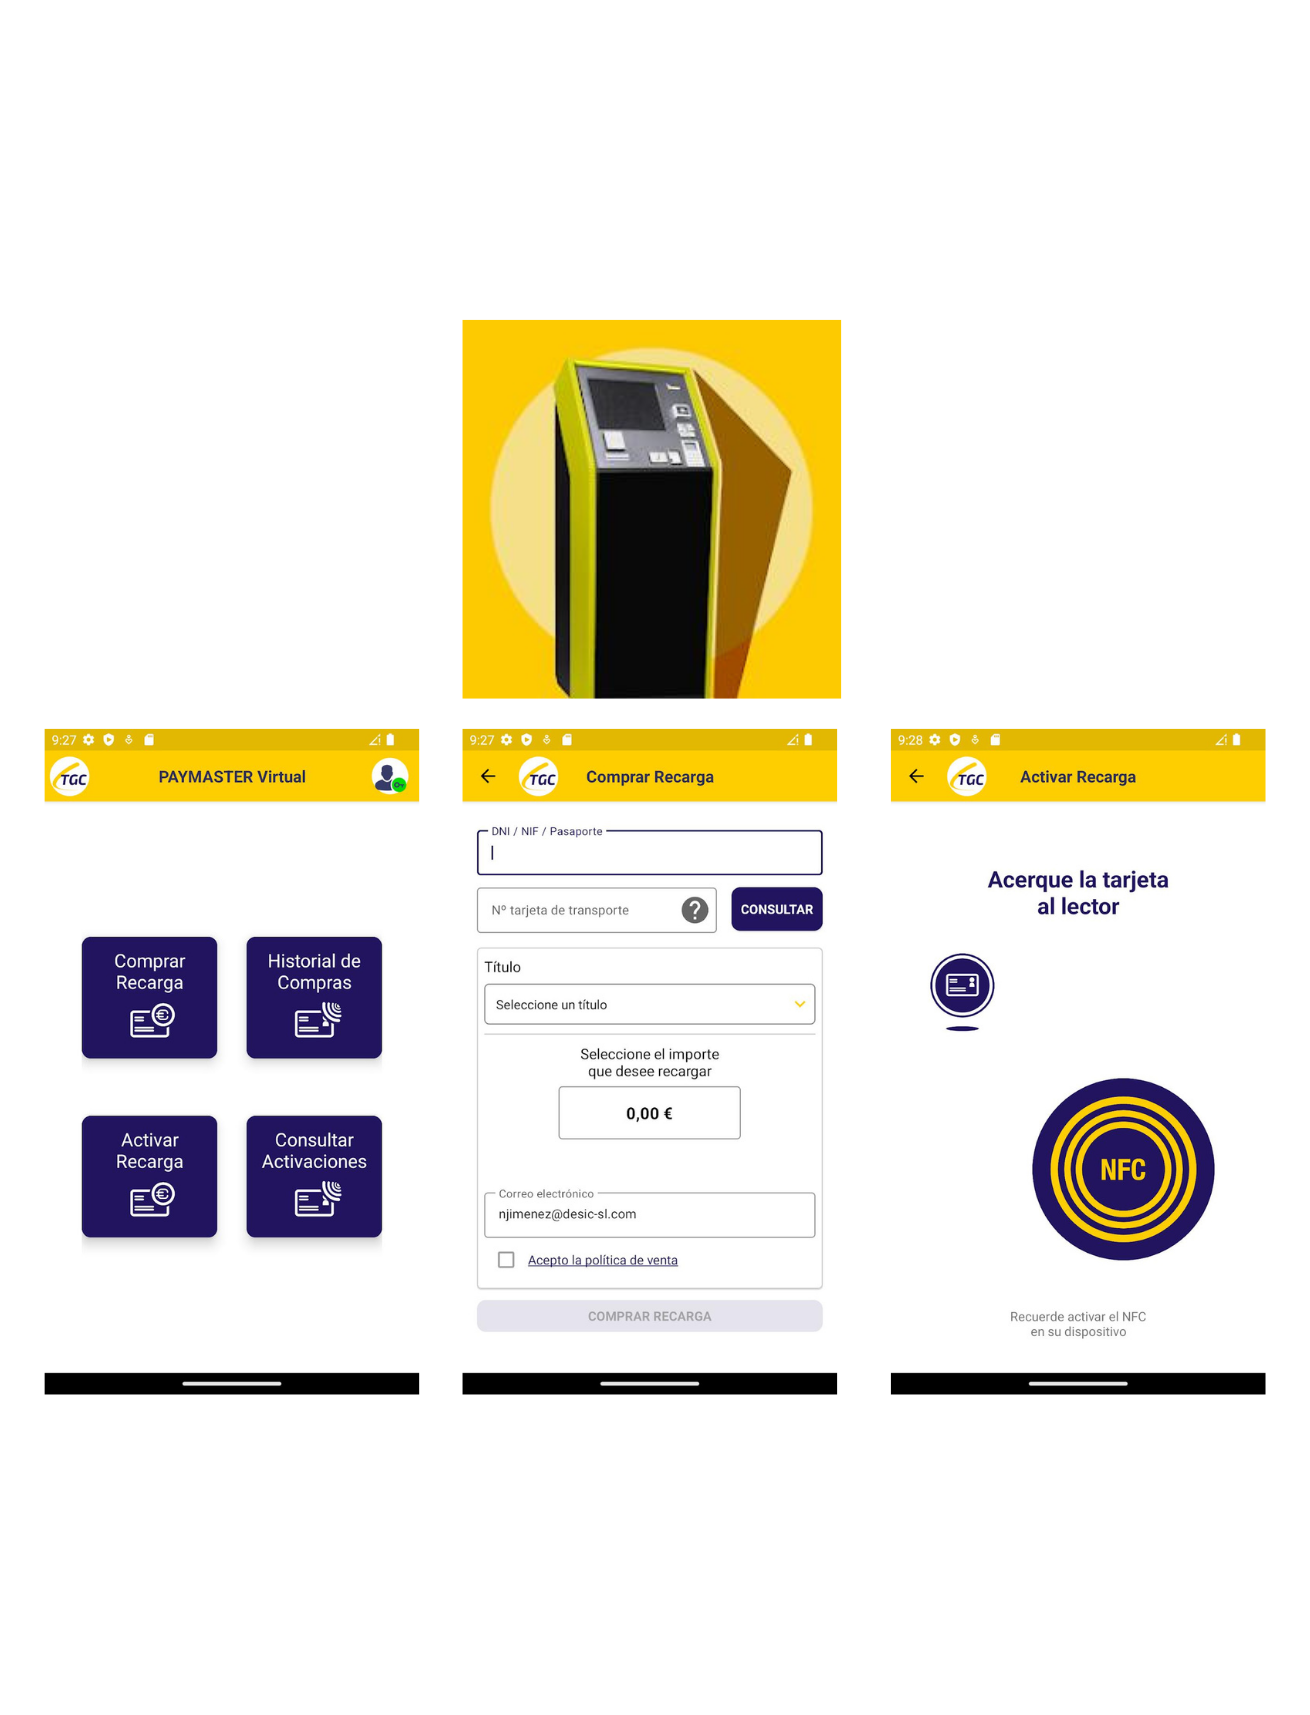 9:27
TGC
PAYMASTER Virtual
Comprar
Recarga
Historial de
Compras
Activar
Recarga
Consultar
Activaciones
9:27
TGC
Comprar Recarga
DNI / NIF / Pasaporte
Nº tarjeta de transporte
?
CONSULTAR
Título
Seleccione un título
Seleccione el importe
que desee recargar
0,00 €
Correo electrónico
njimenez@desic-sl.com
Acepto la política de venta
COMPRAR RECARGA
9:28
TGC
Activar Recarga
Acerque la tarjeta
al lector
NFC
Recuerde activar el NFC
en su dispositivo